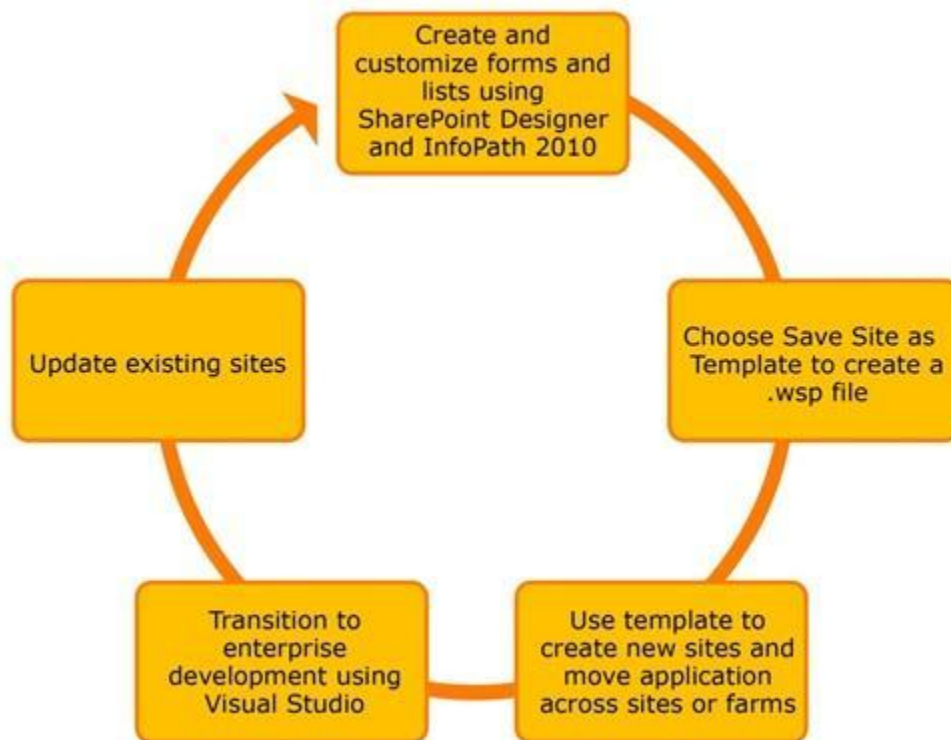 Create and
customize forms and
lists using
SharePoint Designer
and InfoPath 2010
Choose Save Site as
Template to create a
.wsp file
Use template to
create new sites and
move application
across sites or farms
Transition to
enterprise
development using
Visual Studio
Update existing sites